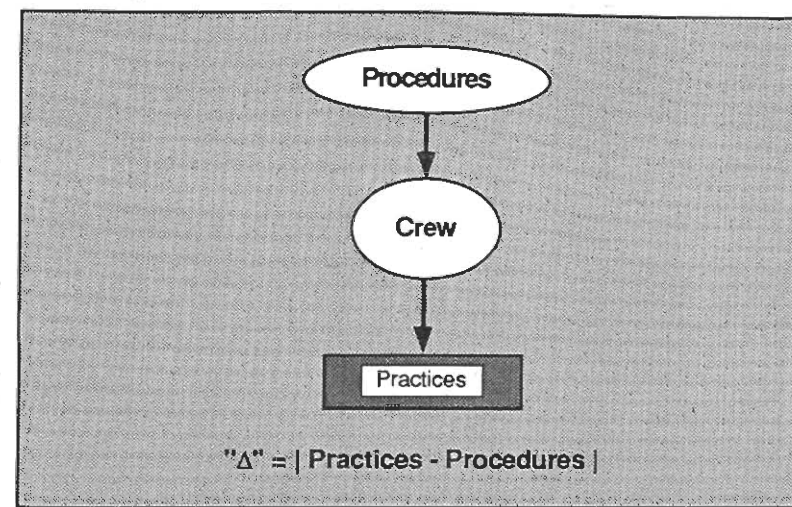 Procedures
Crew
Practices
"Δ" = | Practices - Procedures |